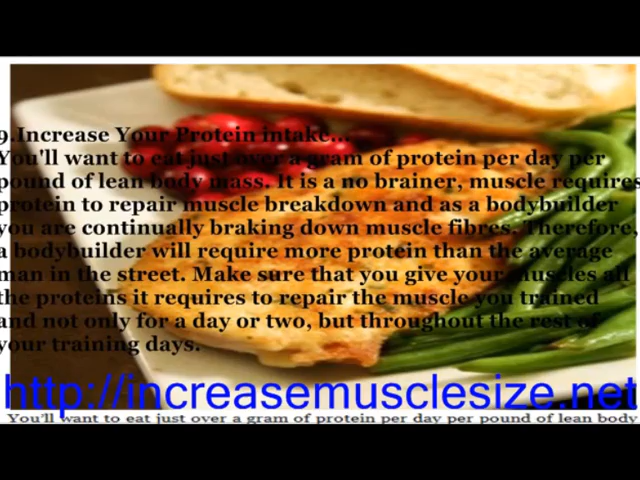 9.Increase Your Protein intake...
You'll want to eat just over a gram of protein per day per
pound of lean body mass. It is a no brainer, muscle requires
protein to repair muscle breakdown and as a bodybuilder
you are continually braking down muscle fibres. Therefore,
a bodybuilder will require more protein than the average
man in the street. Make sure that you give your muscles all
the proteins it requires to repair the muscle you trained
and not only for a day or two, but throughout the rest of
your training days.
http://increasemusclesize.net
You'll want to eat just over a gram of protein per day per pound of lean body